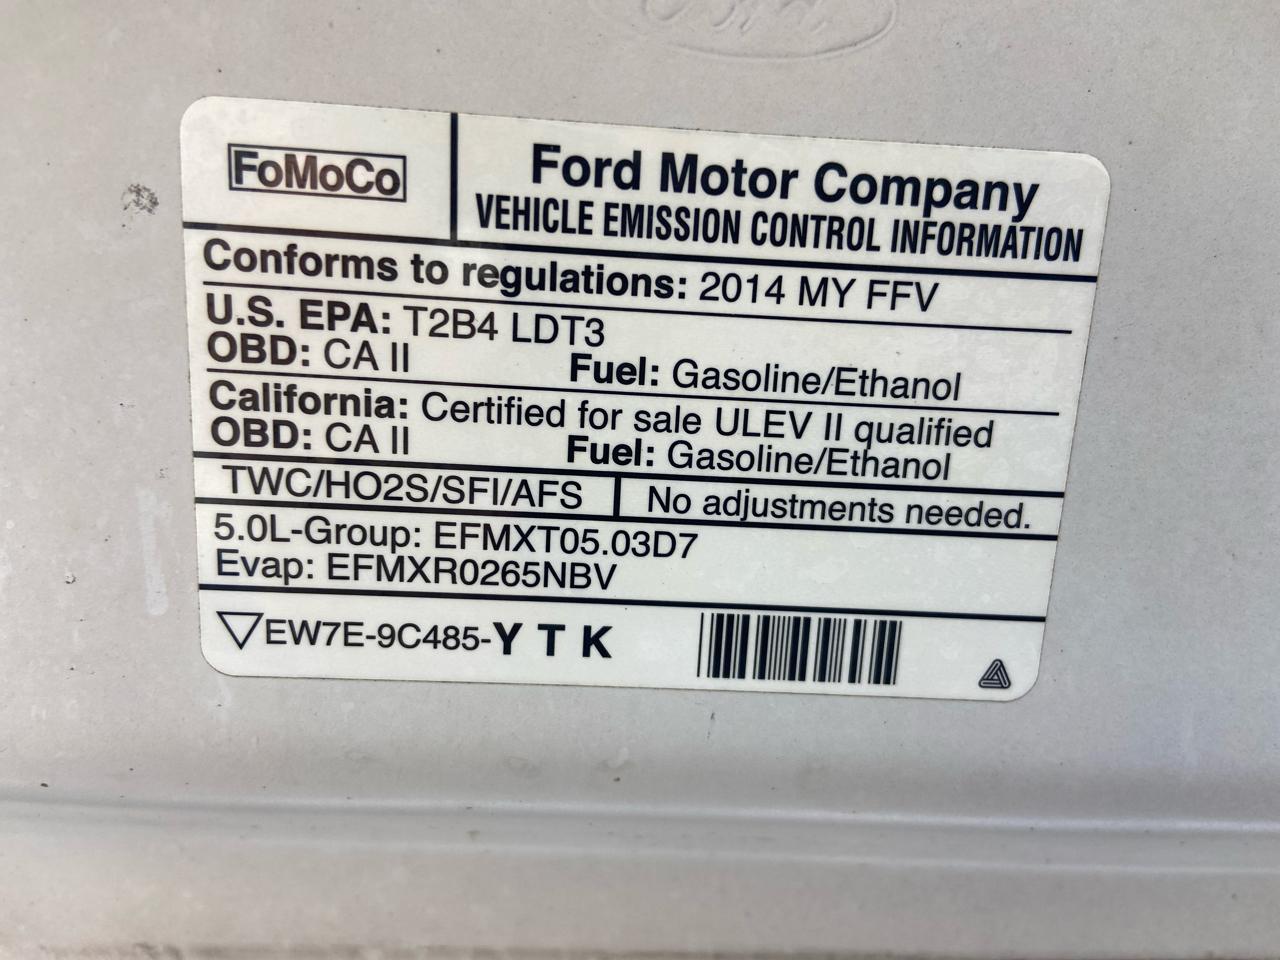 Ford
FoMoCo
Ford Motor Company
VEHICLE EMISSION CONTROL INFORMATION
Conforms to regulations: 2014 MY FFV
U.S. EPA: T2B4 LDT3
OBD: CA II Fuel: Gasoline/Ethanol
California: Certified for sale ULEV II qualified
OBD: CA II Fuel: Gasoline/Ethanol
TWC/HO2S/SFI/AFS No adjustments needed.
5.0L-Group: EFMXT05.03D7
Evap: EFMXR0265NBV
EW7E-9C485-Y T K